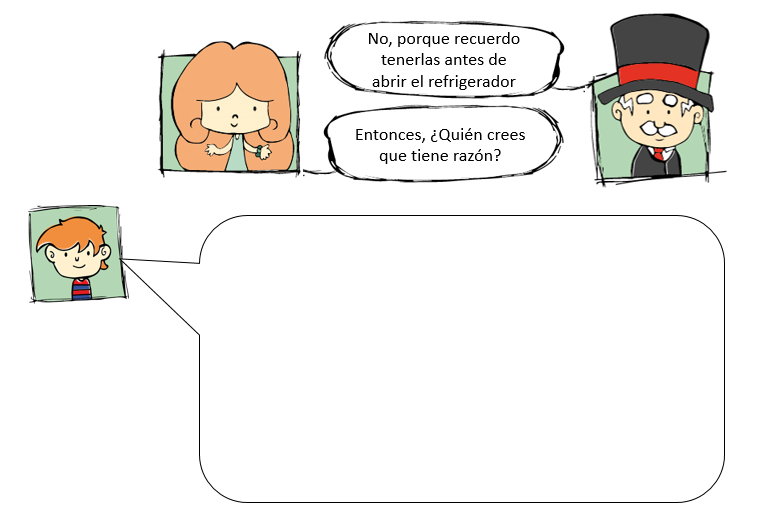 No, porque recuerdo
tenerlas antes de
abrir el refrigerador
Entonces, ¿Quién crees
que tiene razón?